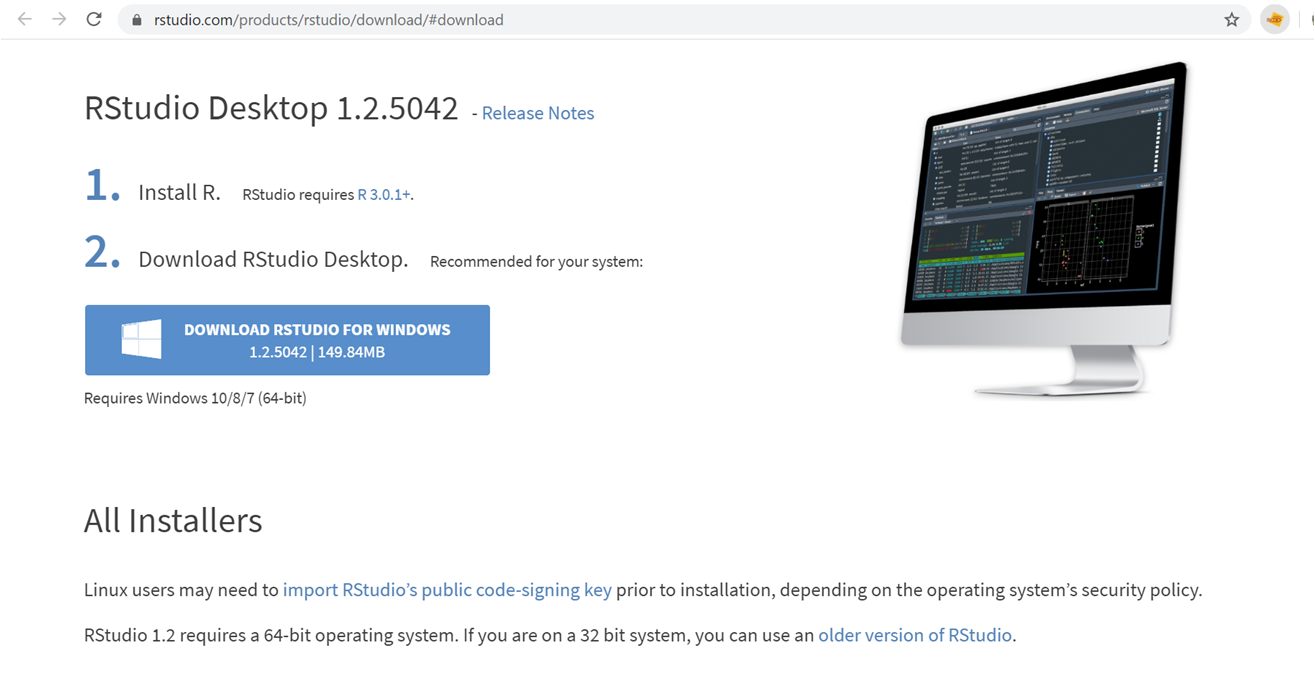 rstudio.com/products/rstudio/download/#download
RStudio Desktop 1.2.5042 - Release Notes
1. Install R. RStudio requires R 3.0.1+.
2. Download RStudio Desktop. Recommended for your system:
DOWNLOAD RSTUDIO FOR WINDOWS
1.2.5042 | 149.84MB
Requires Windows 10/8/7 (64-bit)
All Installers
Linux users may need to import RStudio’s public code-signing key prior to installation, depending on the operating system’s security policy.
RStudio 1.2 requires a 64-bit operating system. If you are on a 32 bit system, you can use an older version of RStudio.